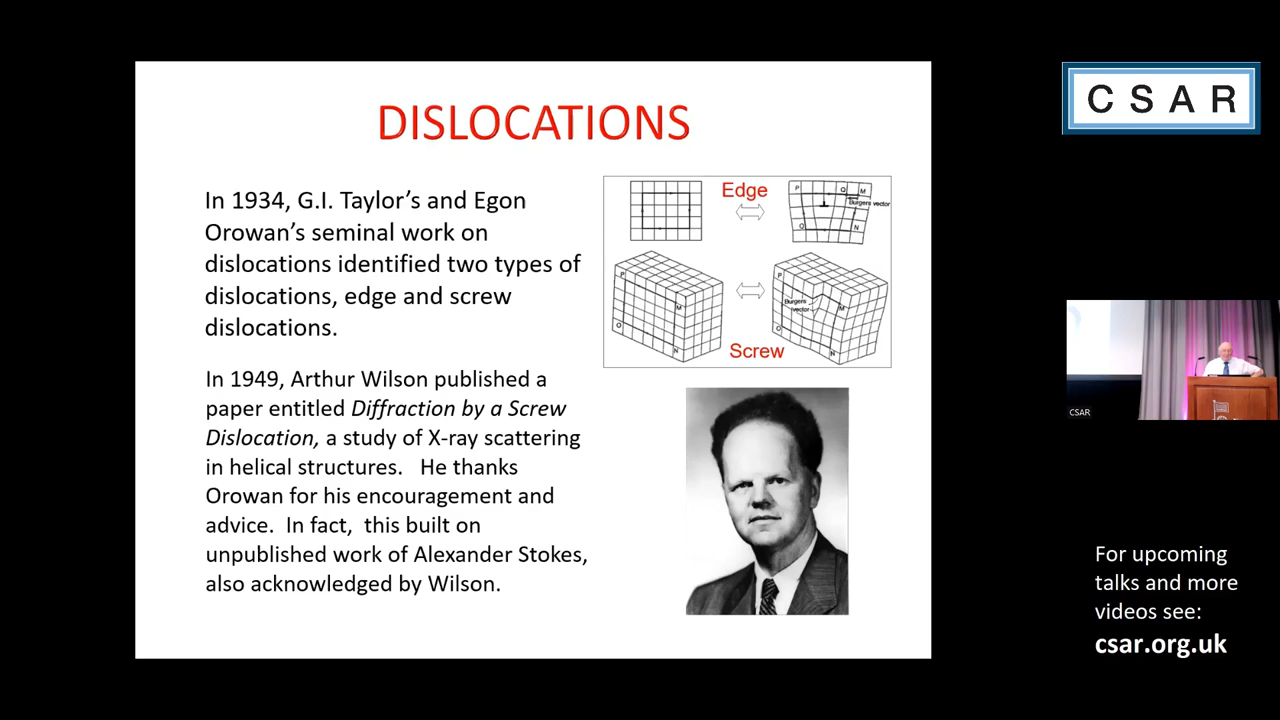 DISLOCATIONS
In 1934, G.I. Taylor’s and Egon
Orowan’s seminal work on
dislocations identified two types of
dislocations, edge and screw
dislocations.
In 1949, Arthur Wilson published a
paper entitled Diffraction by a Screw
Dislocation, a study of X-ray scattering
in helical structures. He thanks
Orowan for his encouragement and
advice. In fact, this built on
unpublished work of Alexander Stokes,
also acknowledged by Wilson.
Edge
P Q M
Burgers vector
O N
P
M
O
N
P
Burgers
vector
M
O
N
Screw
CSAR
CSAR
For upcoming
talks and more
videos see:
csar.org.uk